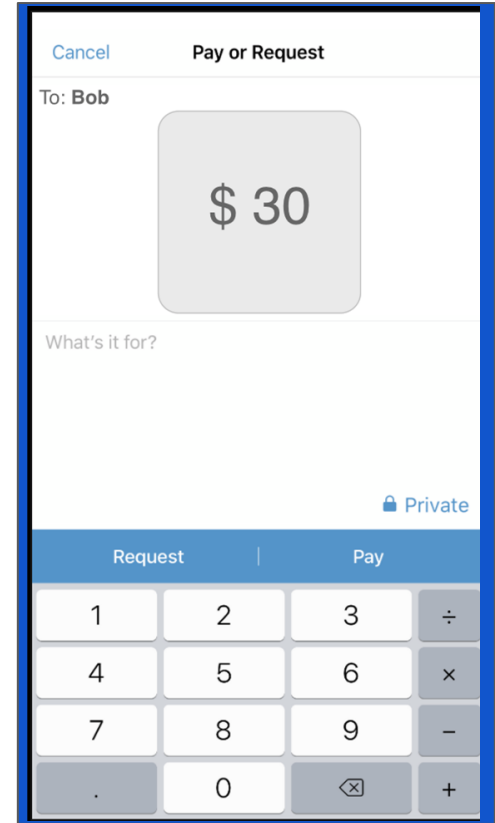 Cancel Pay or Request
To: Bob
$ 30
What's it for?
Private
Request | Pay
1 2 3 ÷
4 5 6 ×
7 8 9 −
. 0 +